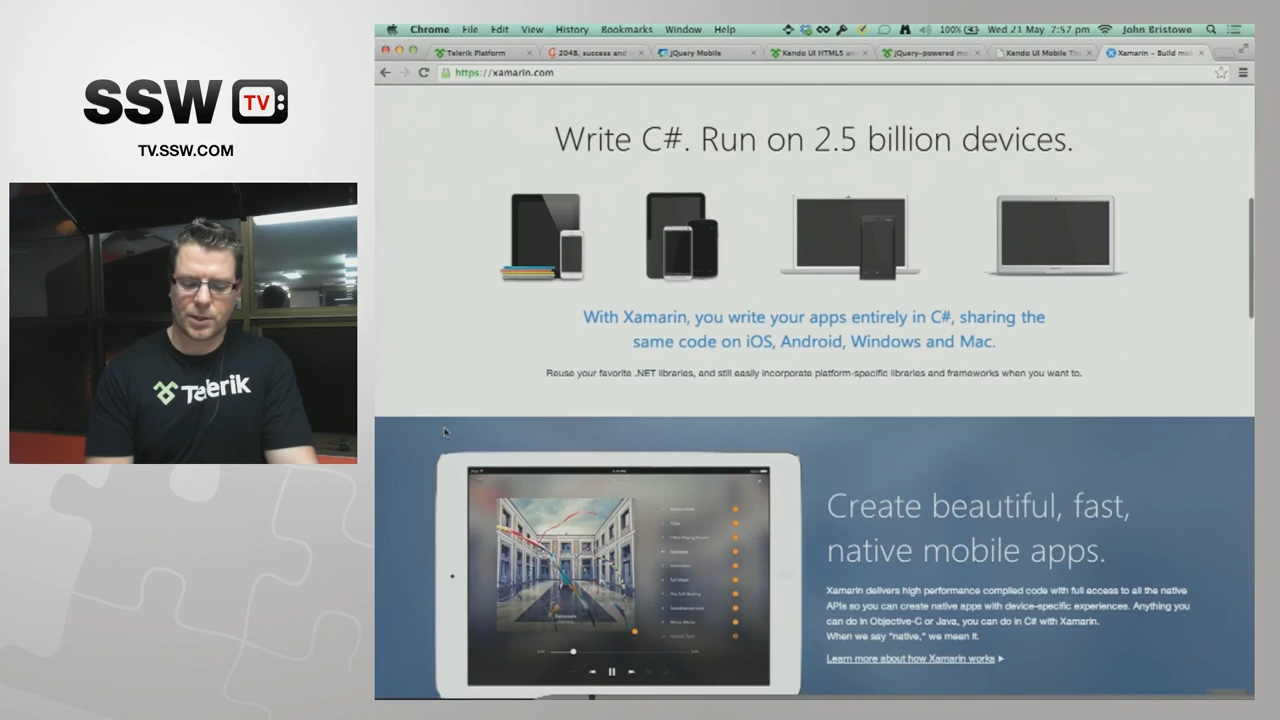 SSW TV
TV.SSW.COM
Telerik
Chrome File Edit View History Bookmarks Window Help 100% Wed 21 May 7:57 pm John Bristowe
Telerik Platform
2048, success and
jQuery Mobile
Kendo UI HTML5 an
jQuery-powered mo
Kendo UI Mobile The
Xamarin - Build mo
https://xamarin.com
Write C#. Run on 2.5 billion devices.
With Xamarin, you write your apps entirely in C#, sharing the
same code on iOS, Android, Windows and Mac.
Reuse your favorite .NET libraries, and still easily incorporate platform-specific libraries and frameworks when you want to.
Create beautiful, fast,
native mobile apps.
Xamarin delivers high performance compiled code with full access to all the native
APIs so you can create native apps with device-specific experiences. Anything you
can do in Objective-C or Java, you can do in C# with Xamarin.
When we say "native," we mean it.
Learn more about how Xamarin works